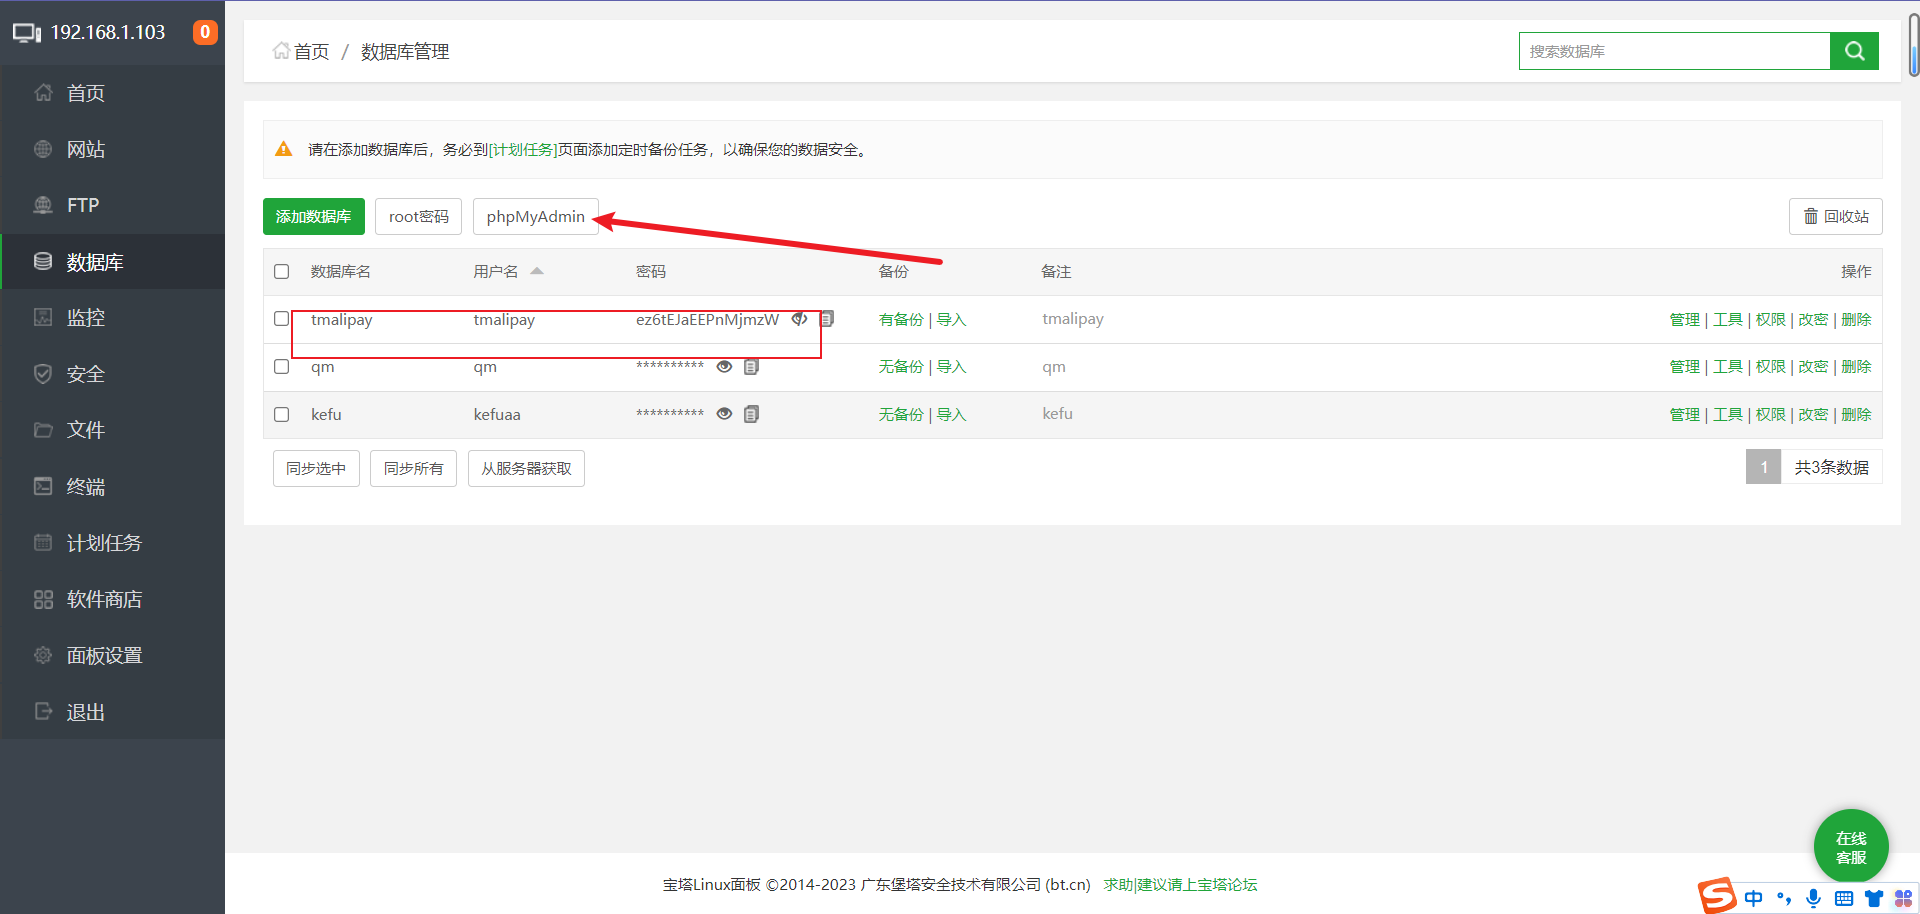 192.168.1.103
0
首页
网站
FTP
数据库
监控
安全
文件
终端
计划任务
软件商店
面板设置
退出
首页 / 数据库管理
搜索数据库
请在添加数据库后，务必到[计划任务]页面添加定时备份任务，以确保您的数据安全。
添加数据库 root密码 phpMyAdmin 回收站
数据库名 用户名 密码 备份 备注 操作
tmalipay tmalipay ez6tEJaEEPnMjmzW 有备份 | 导入 tmalipay 管理 | 工具 | 权限 | 改密 | 删除
qm qm ********** 无备份 | 导入 qm 管理 | 工具 | 权限 | 改密 | 删除
kefu kefuaa ********** 无备份 | 导入 kefu 管理 | 工具 | 权限 | 改密 | 删除
同步选中 同步所有 从服务器获取 1 共3条数据
在线
客服
宝塔Linux面板 ©2014-2023 广东堡塔安全技术有限公司 (bt.cn) 求助|建议请上宝塔论坛
S 中